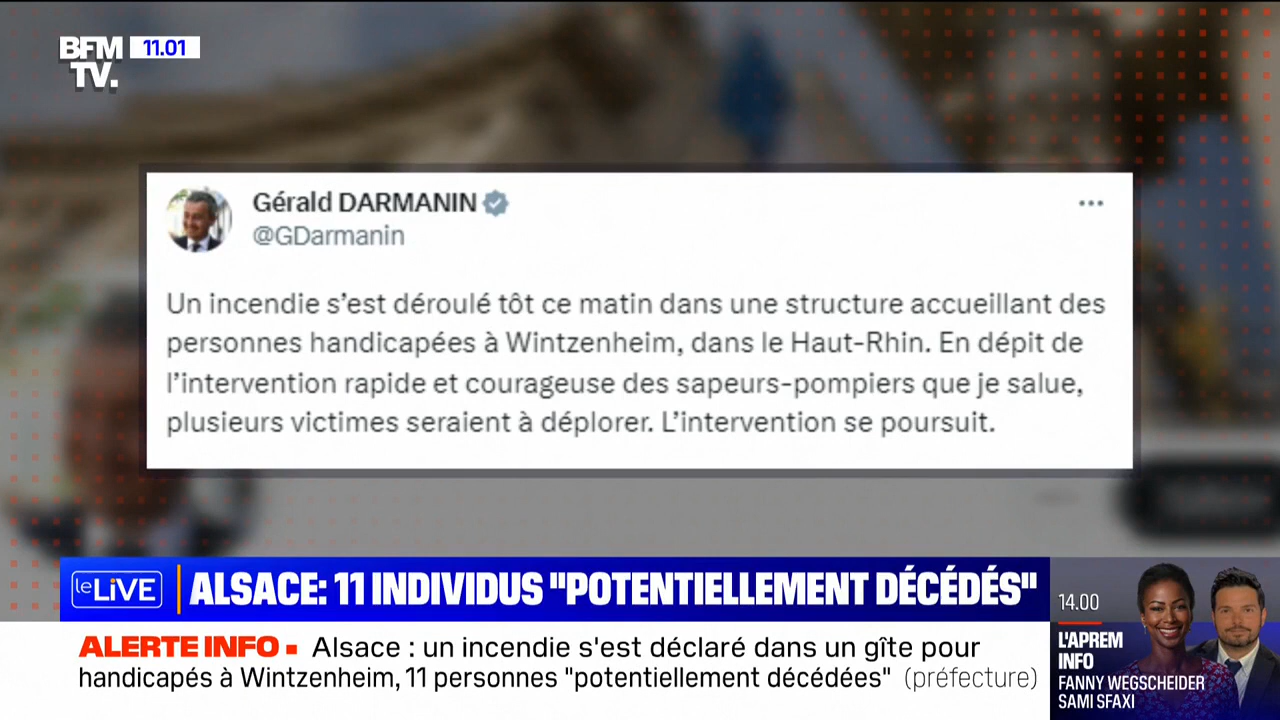 BFM
TV.
11.01
Gérald DARMANIN
@GDarmanin
Un incendie s’est déroulé tôt ce matin dans une structure accueillant des
personnes handicapées à Wintzenheim, dans le Haut-Rhin. En dépit de
l’intervention rapide et courageuse des sapeurs-pompiers que je salue,
plusieurs victimes seraient à déplorer. L’intervention se poursuit.
le LIVE
ALSACE: 11 INDIVIDUS "POTENTIELLEMENT DÉCÉDÉS"
ALERTE INFO Alsace : un incendie s'est déclaré dans un gîte pour
handicapés à Wintzenheim, 11 personnes "potentiellement décédées" (préfecture)
14.00
L'APREM
INFO
FANNY WEGSCHEIDER
SAMI SFAXI